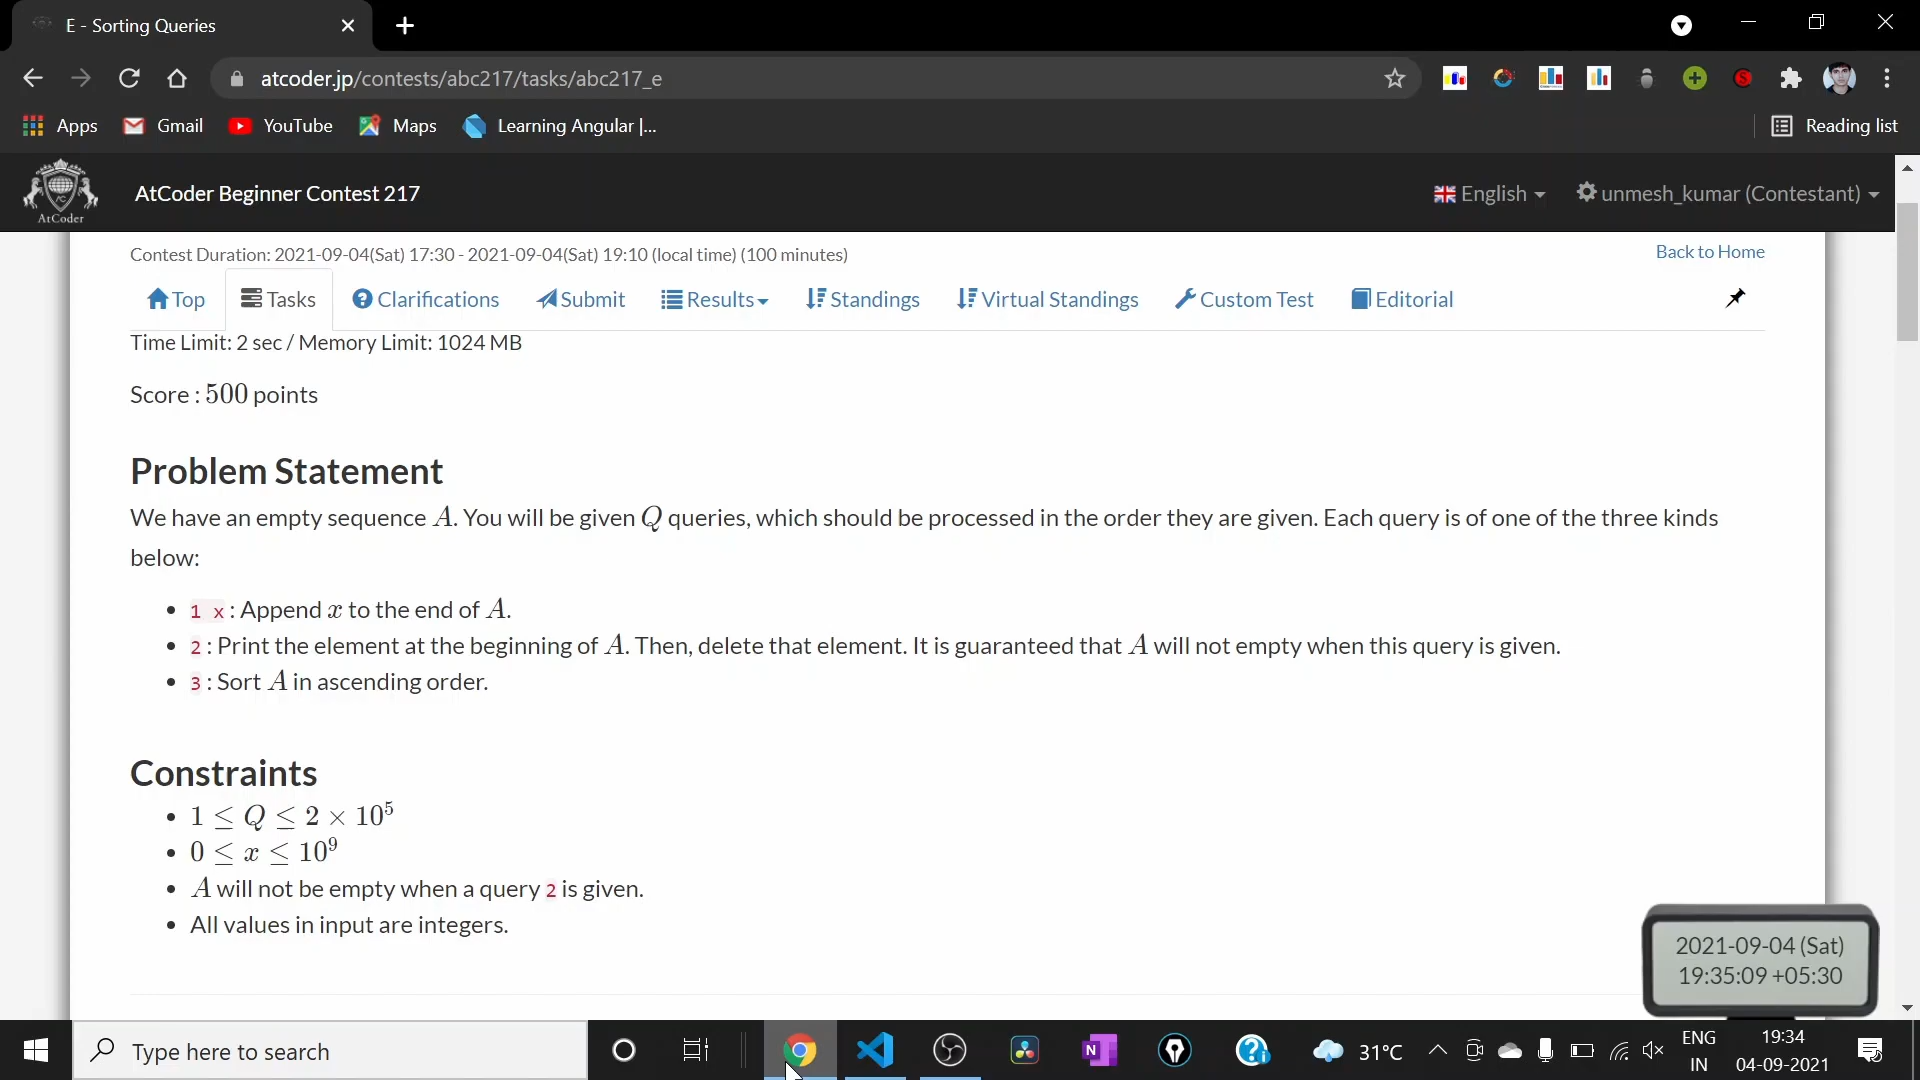 E - Sorting Queries
atcoder.jp/contests/abc217/tasks/abc217_e
Apps Gmail YouTube Maps Learning Angular |... Reading list
AtCoder
AtCoder Beginner Contest 217 English unmesh_kumar (Contestant)
Contest Duration: 2021-09-04(Sat) 17:30 - 2021-09-04(Sat) 19:10 (local time) (100 minutes) Back to Home
Top Tasks Clarifications Submit Results Standings Virtual Standings Custom Test Editorial
Time Limit: 2 sec / Memory Limit: 1024 MB
Score : 500 points
Problem Statement
We have an empty sequence A. You will be given Q queries, which should be processed in the order they are given. Each query is of one of the three kinds
below:
• 1 x : Append x to the end of A.
• 2 : Print the element at the beginning of A. Then, delete that element. It is guaranteed that A will not empty when this query is given.
• 3 : Sort A in ascending order.
Constraints
• 1 ≤ Q ≤ 2 × 10⁵
• 0 ≤ x ≤ 10⁹
• A will not be empty when a query 2 is given.
• All values in input are integers.
2021-09-04 (Sat)
19:35:09 +05:30
Type here to search
31°C
ENG
IN
19:34
04-09-2021